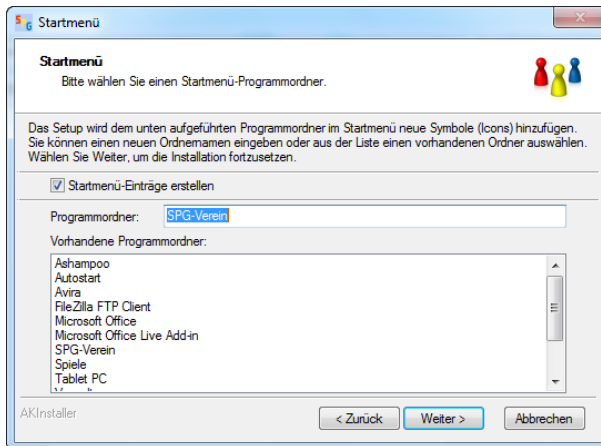 S G Startmenü
Startmenü
Bitte wählen Sie einen Startmenü-Programmordner.
Das Setup wird dem unten aufgeführten Programmordner im Startmenü neue Symbole (Icons) hinzufügen.
Sie können einen neuen Ordnernamen eingeben oder aus der Liste einen vorhandenen Ordner auswählen.
Wählen Sie Weiter, um die Installation fortzusetzen.
Startmenü-Einträge erstellen
Programmordner: SPG-Verein
Vorhandene Programmordner:
Ashampoo
Autostart
Avira
FileZilla FTP Client
Microsoft Office
Microsoft Office Live Add-in
SPG-Verein
Spiele
Tablet PC
AKInstaller
< Zurück Weiter > Abbrechen